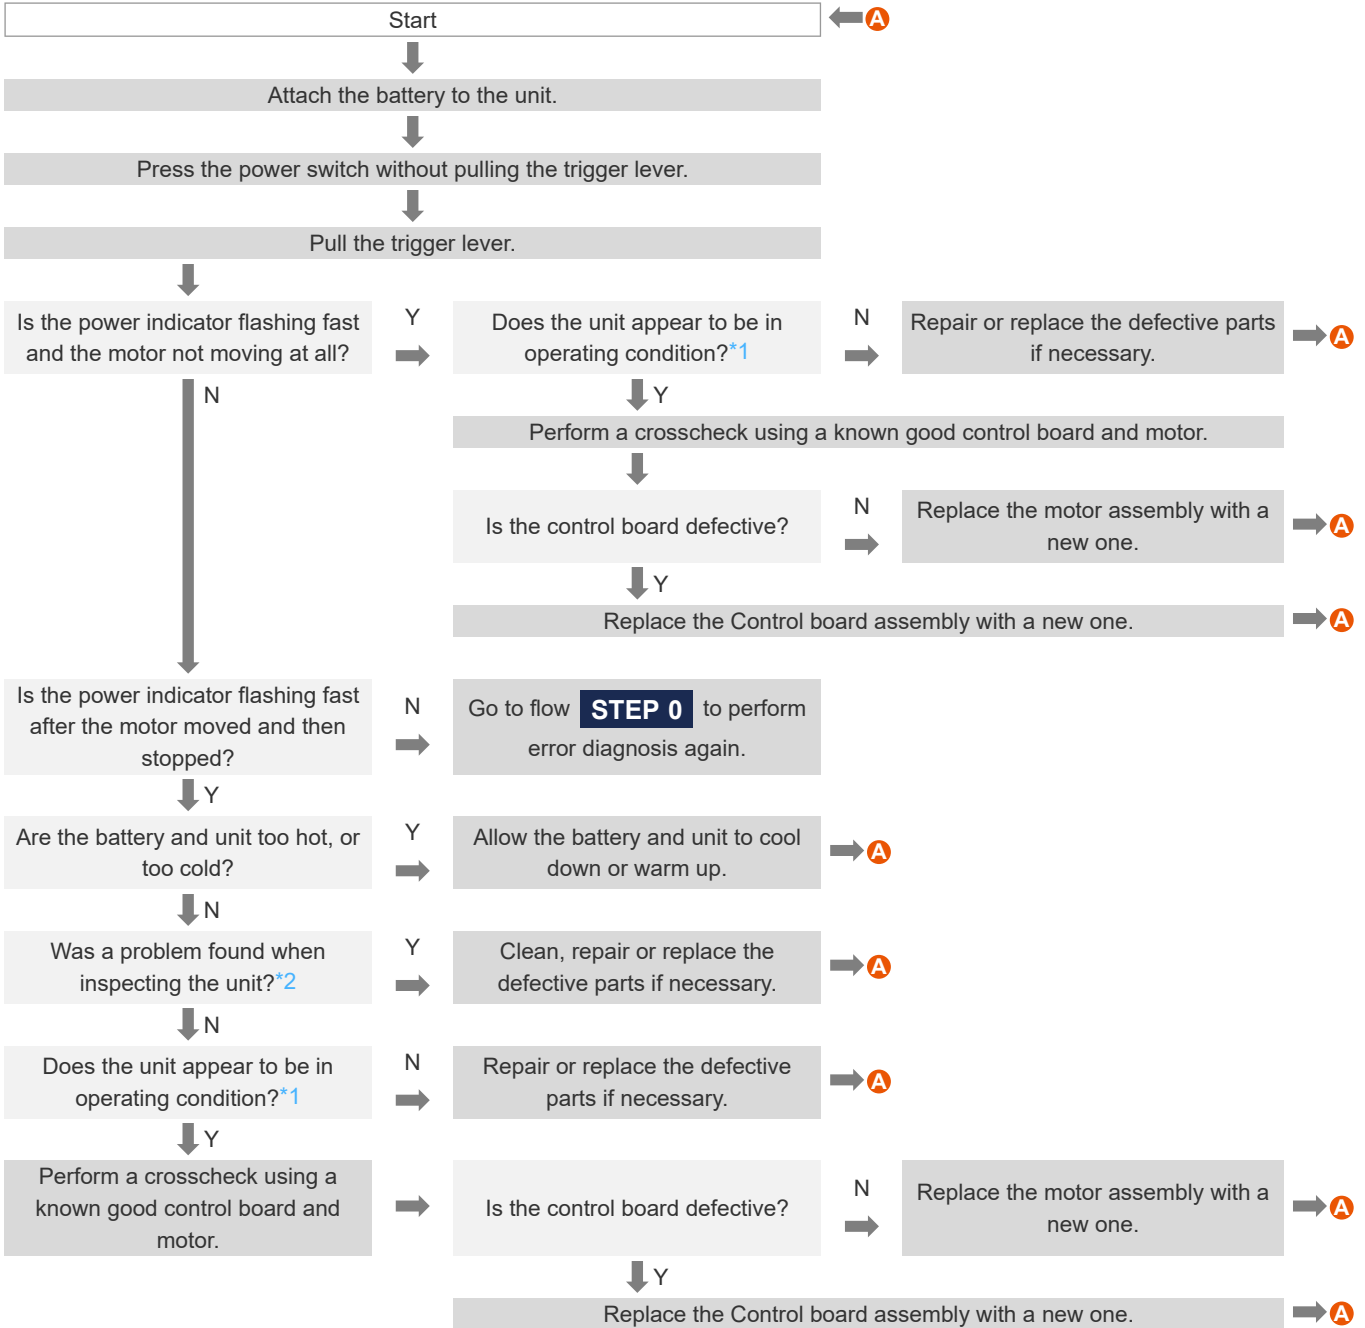 Start
A
Attach the battery to the unit.
Press the power switch without pulling the trigger lever.
Pull the trigger lever.
Is the power indicator flashing fast
and the motor not moving at all?
Y
Does the unit appear to be in
operating condition?*1
N
Repair or replace the defective parts
if necessary.
A
N
Y
Perform a crosscheck using a known good control board and motor.
Is the control board defective?
N
Replace the motor assembly with a
new one.
A
Y
Replace the Control board assembly with a new one.
A
Is the power indicator flashing fast
after the motor moved and then
stopped?
N
Go to flow STEP 0 to perform
error diagnosis again.
Y
Are the battery and unit too hot, or
too cold?
Y
Allow the battery and unit to cool
down or warm up.
A
N
Was a problem found when
inspecting the unit?*2
Y
Clean, repair or replace the
defective parts if necessary.
A
N
Does the unit appear to be in
operating condition?*1
N
Repair or replace the defective
parts if necessary.
A
Y
Perform a crosscheck using a
known good control board and
motor.
Is the control board defective?
N
Replace the motor assembly with a
new one.
A
Y
Replace the Control board assembly with a new one.
A